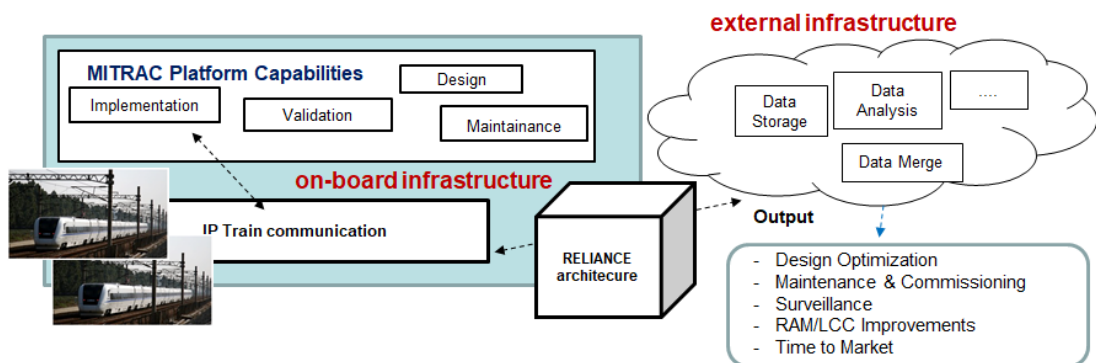 external infrastructure
MITRAC Platform Capabilities
Design
Implementation
Validation
Maintainance
Data
Storage
Data
Analysis
....
Data Merge
on-board infrastructure
IP Train communication
RELIANCE
architecure
Output
- Design Optimization
- Maintenance & Commissioning
- Surveillance
- RAM/LCC Improvements
- Time to Market